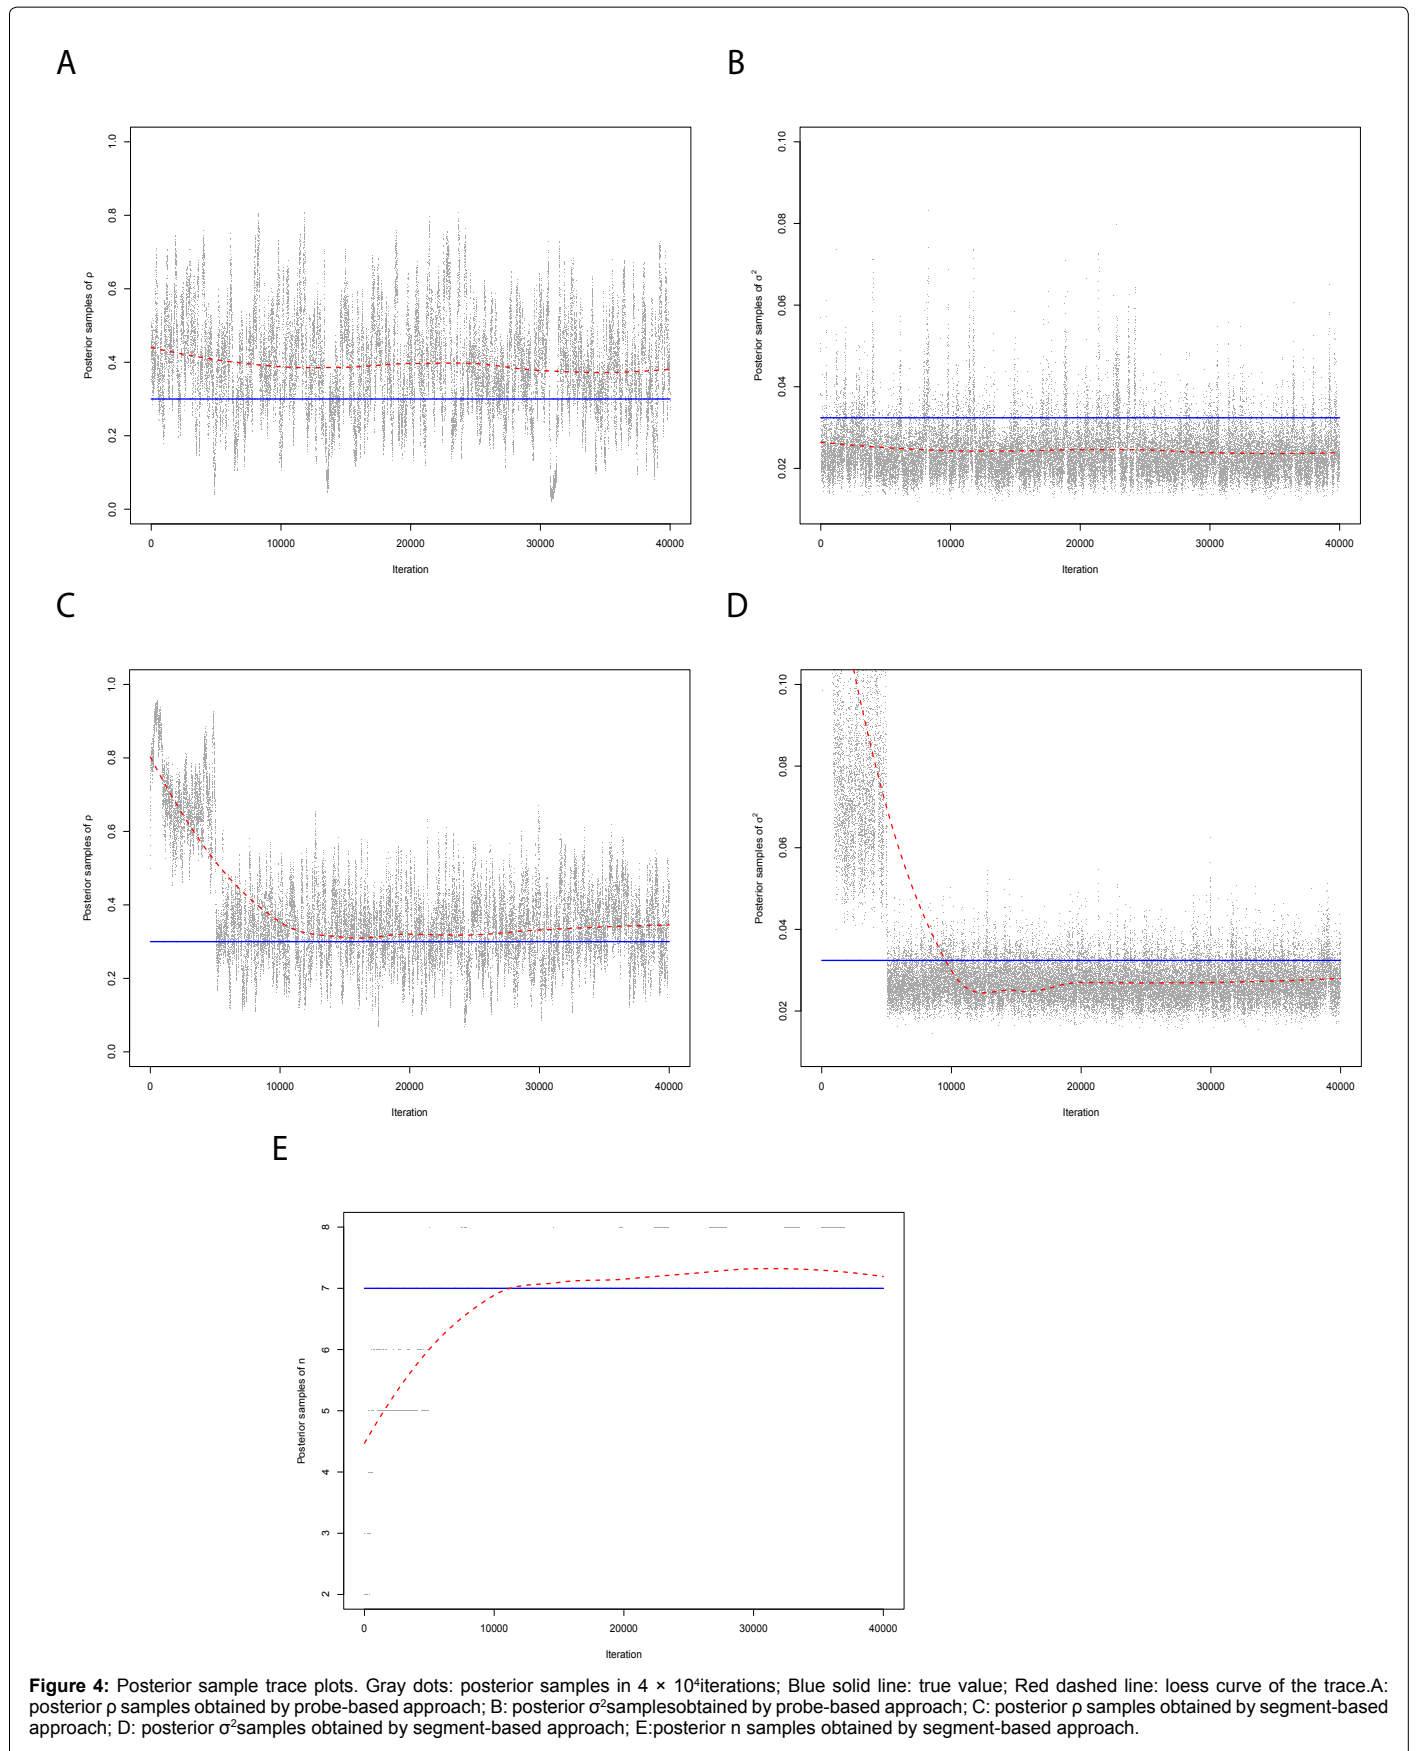 A
B
Posterior samples of ρ
1.0
0.8
0.6
0.4
0.2
0.0
0 10000 20000 30000 40000
Iteration
Posterior samples of σ²
0.10
0.08
0.06
0.04
0.02
0 10000 20000 30000 40000
Iteration
C
D
Posterior samples of ρ
1.0
0.8
0.6
0.4
0.2
0.0
0 10000 20000 30000 40000
Iteration
Posterior samples of σ²
0.10
0.08
0.06
0.04
0.02
0 10000 20000 30000 40000
Iteration
E
Posterior samples of n
8
7
6
5
4
3
2
0 10000 20000 30000 40000
Iteration
Figure 4: Posterior sample trace plots. Gray dots: posterior samples in 4 × 10⁴iterations; Blue solid line: true value; Red dashed line: loess curve of the trace.A:
posterior ρ samples obtained by probe-based approach; B: posterior σ²samplesobtained by probe-based approach; C: posterior ρ samples obtained by segment-based
approach; D: posterior σ²samples obtained by segment-based approach; E:posterior n samples obtained by segment-based approach.